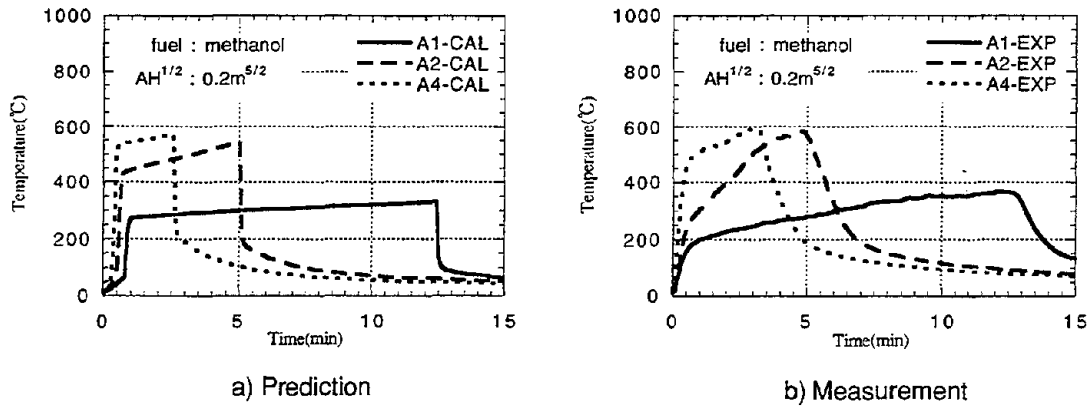 1000
800
600
400
200
0
Temperature(℃)
fuel : methanol
AH1/2 : 0.2m5/2
A1-CAL
A2-CAL
A4-CAL
0 5 10 15
Time(min)
a) Prediction
1000
800
600
400
200
0
Temperature(℃)
fuel : methanol
AH1/2 : 0.2m5/2
A1-EXP
A2-EXP
A4-EXP
0 5 10 15
Time(min)
b) Measurement